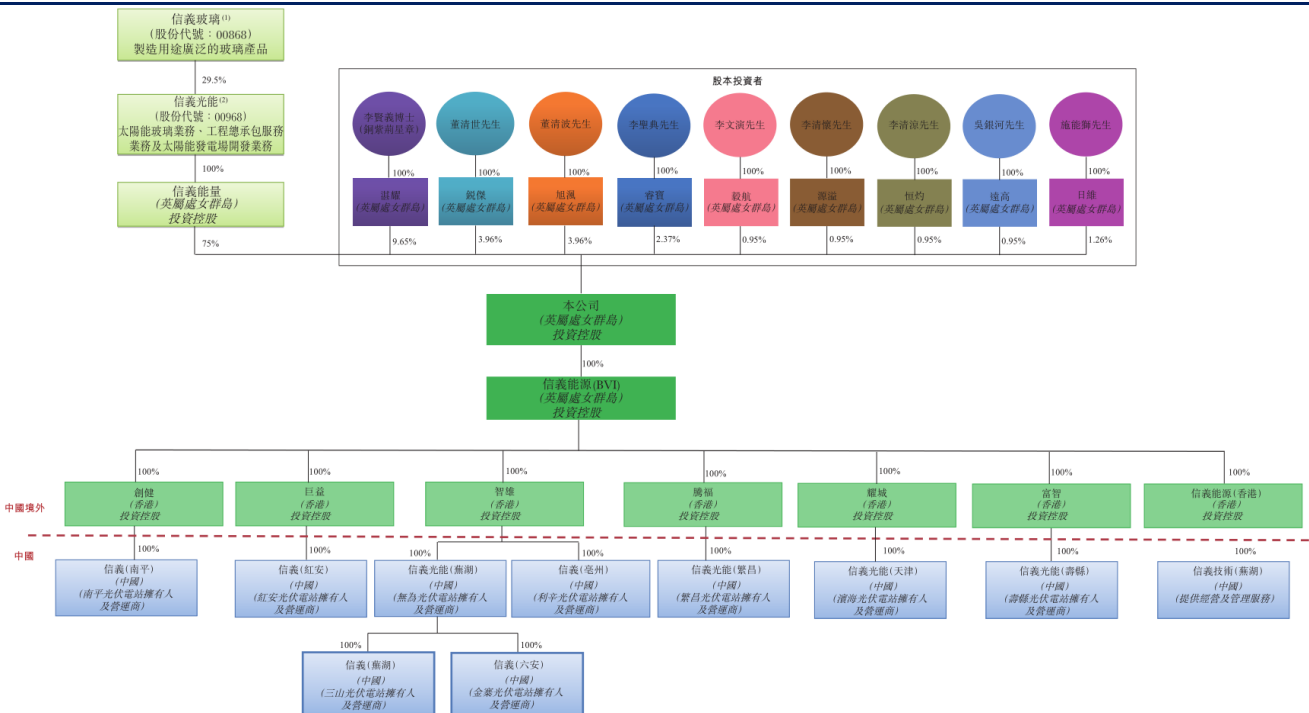 信義玻璃(1)
(股份代號：00868)
製造用途廣泛的玻璃產品
29.5%
信義光能(2)
(股份代號：00968)
太陽能玻璃業務、工程總承包服務
業務及太陽能發電場開發業務
100%
信義能量
(英屬處女群島)
投資控股
75%
股本投資者
李賢義博士
(銅紫荊星章)
董清世先生
董清波先生
李聖典先生
李文演先生
李清懷先生
李清涼先生
吳銀河先生
施能獅先生
100%
100%
100%
100%
100%
100%
100%
100%
100%
湛耀
(英屬處女群島)
銳傑
(英屬處女群島)
旭渢
(英屬處女群島)
睿寶
(英屬處女群島)
毅航
(英屬處女群島)
源溢
(英屬處女群島)
恒灼
(英屬處女群島)
遠高
(英屬處女群島)
日維
(英屬處女群島)
9.65%
3.96%
3.96%
2.37%
0.95%
0.95%
0.95%
0.95%
1.26%
本公司
(英屬處女群島)
投資控股
100%
信義能源(BVI)
(英屬處女群島)
投資控股
100%
100%
100%
100%
100%
100%
100%
中國境外
創健
(香港)
投資控股
巨益
(香港)
投資控股
智雄
(香港)
投資控股
騰福
(香港)
投資控股
耀城
(香港)
投資控股
富智
(香港)
投資控股
信義能源(香港)
(香港)
投資控股
中國
100%
100%
100%
100%
100%
100%
100%
100%
信義(南平)
(中國)
(南平光伏電站擁有人
及營運商)
信義(紅安)
(中國)
(紅安光伏電站擁有人
及營運商)
信義光能(蕪湖)
(中國)
(無為光伏電站擁有人
及營運商)
信義(亳州)
(中國)
(利辛光伏電站擁有人
及營運商)
信義光能(繁昌)
(中國)
(繁昌光伏電站擁有人
及營運商)
信義光能(天津)
(中國)
(濱海光伏電站擁有人
及營運商)
信義光能(壽縣)
(中國)
(壽縣光伏電站擁有人
及營運商)
信義技術(蕪湖)
(中國)
(提供經營及管理服務)
100%
100%
信義(蕪湖)
(中國)
(三山光伏電站擁有人
及營運商)
信義(六安)
(中國)
(金寨光伏電站擁有人
及營運商)